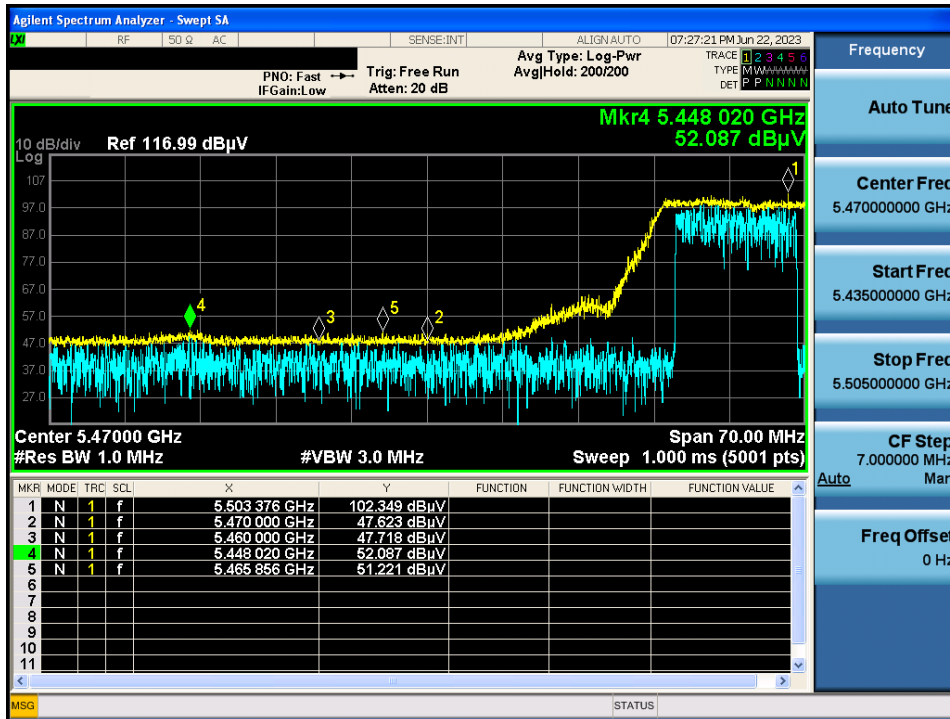 Agilent Spectrum Analyzer - Swept SA
LXI RF 50 Ω AC SENSE:INT ALIGN AUTO 07:27:21 PM Jun 22, 2023
Frequency
PNO: Fast Trig: Free Run Avg Type: Log-Pwr TRACE 1 2 3 4 5 6
IFGain:Low Atten: 20 dB Avg|Hold: 200/200 TYPE M
DET P P N N N N
Auto Tune
Mkr4 5.448 020 GHz
52.087 dBµV
10 dB/div Ref 116.99 dBµV
Log
107
97.0
87.0
77.0
67.0
57.0
47.0
37.0
27.0
1
4
3
5
2
Center Freq
5.470000000 GHz
Start Freq
5.435000000 GHz
Stop Freq
5.505000000 GHz
Center 5.47000 GHz Span 70.00 MHz
#Res BW 1.0 MHz #VBW 3.0 MHz Sweep 1.000 ms (5001 pts)
CF Step
7.000000 MHz
Auto Man
MKR MODE TRC SCL X Y FUNCTION FUNCTION WIDTH FUNCTION VALUE
1 N 1 f 5.503 376 GHz 102.349 dBµV
2 N 1 f 5.470 000 GHz 47.623 dBµV
3 N 1 f 5.460 000 GHz 47.718 dBµV
4 N 1 f 5.448 020 GHz 52.087 dBµV
5 N 1 f 5.465 856 GHz 51.221 dBµV
6
7
8
9
10
11
Freq Offset
0 Hz
MSG STATUS